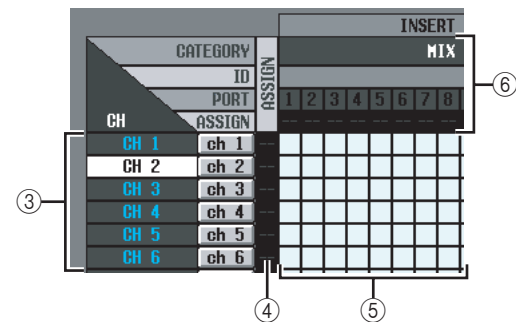 INSERT
CATEGORY MIX
ID
PORT
ASSIGN
1 2 3 4 5 6 7 8
CH ASSIGN -- -- -- -- -- -- -- --
CH 1 ch 1 --
CH 2 ch 2 --
CH 3 ch 3 --
CH 4 ch 4 --
CH 5 ch 5 --
CH 6 ch 6 --
③
④
⑤
⑥